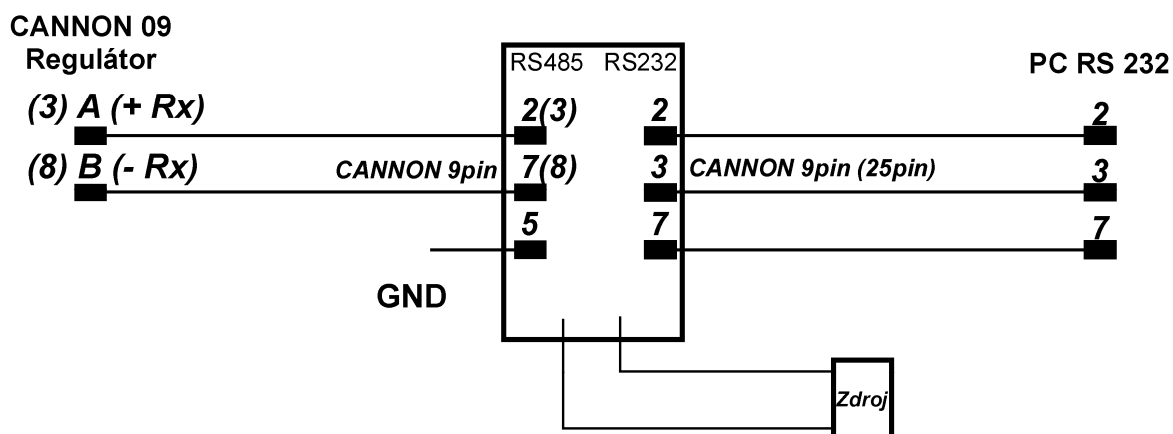 CANNON 09
Regulátor
RS485 RS232
PC RS 232
(3) A (+ Rx)
2(3)
2
2
(8) B (- Rx)
CANNON 9pin
7(8)
3
CANNON 9pin (25pin)
3
5
7
7
GND
Zdroj